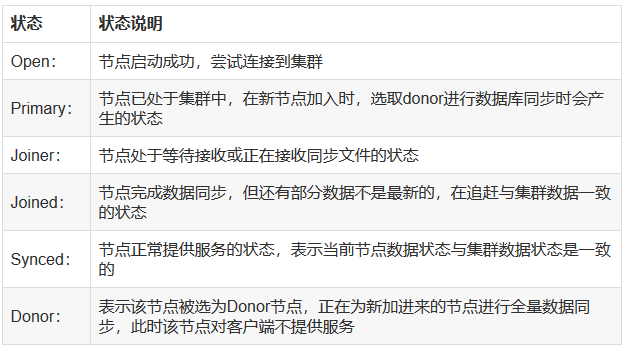 状态 状态说明
Open： 节点启动成功，尝试连接到集群
Primary： 节点已处于集群中，在新节点加入时，选取donor进行数据库同步时会产
生的状态
Joiner： 节点处于等待接收或正在接收同步文件的状态
Joined： 节点完成数据同步，但还有部分数据不是最新的，在追赶与集群数据一致
的状态
Synced： 节点正常提供服务的状态，表示当前节点数据状态与集群数据状态是一致
的
Donor： 表示该节点被选为Donor节点，正在为新加进来的节点进行全量数据同
步，此时该节点对客户端不提供服务